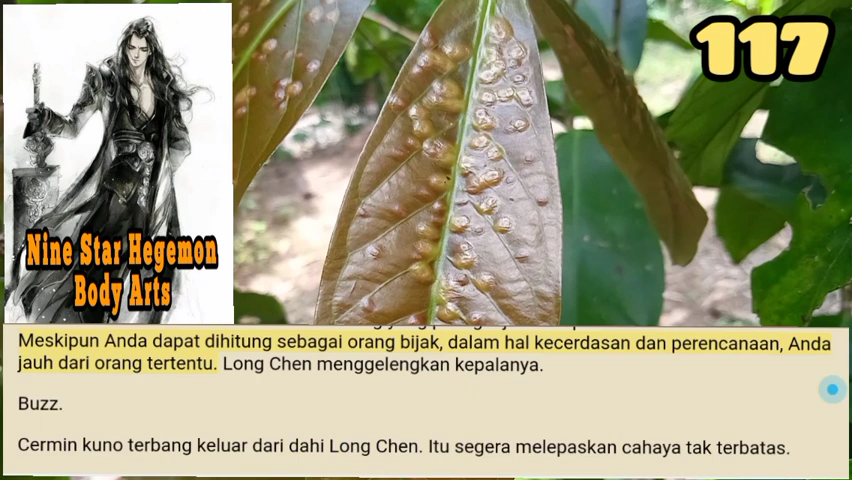 117
Nine Star Hegemon
Body Arts
Meskipun Anda dapat dihitung sebagai orang bijak, dalam hal kecerdasan dan perencanaan, Anda
jauh dari orang tertentu. Long Chen menggelengkan kepalanya.
Buzz.
Cermin kuno terbang keluar dari dahi Long Chen. Itu segera melepaskan cahaya tak terbatas.